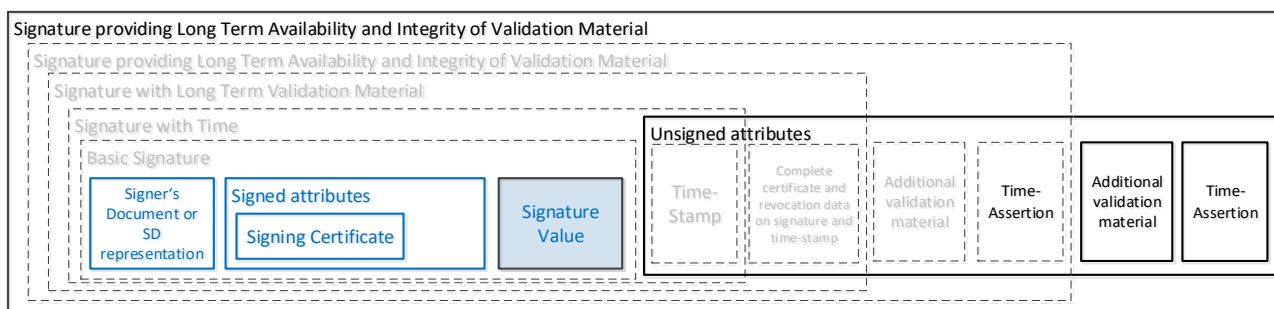 Signature providing Long Term Availability and Integrity of Validation Material
Signature providing Long Term Availability and Integrity of Validation Material
Signature with Long Term Validation Material
Signature with Time
Basic Signature
Signer's
Document or
SD
representation
Signed attributes
Signing Certificate
Signature
Value
Unsigned attributes
Time-
Stamp
Complete
certificate and
revocation data
on signature and
time-stamp
Additional
validation
material
Time-
Assertion
Additional
validation
material
Time-
Assertion